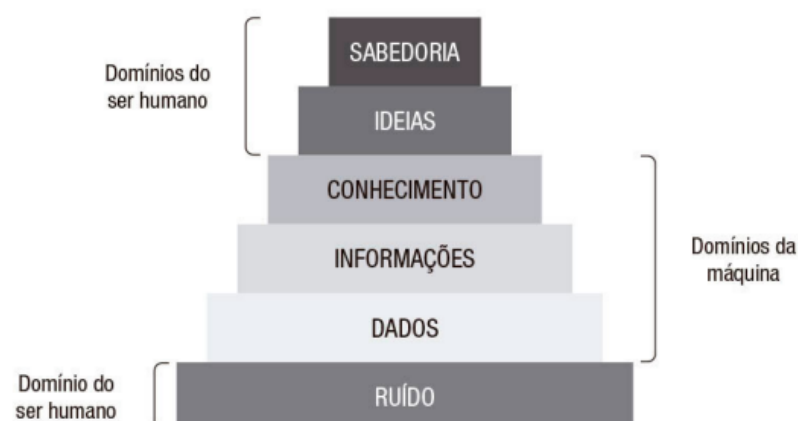 SABEDORIA
Domínios do
ser humano
IDEIAS
CONHECIMENTO
INFORMAÇÕES
Domínios da
máquina
DADOS
Domínio do
ser humano
RUÍDO